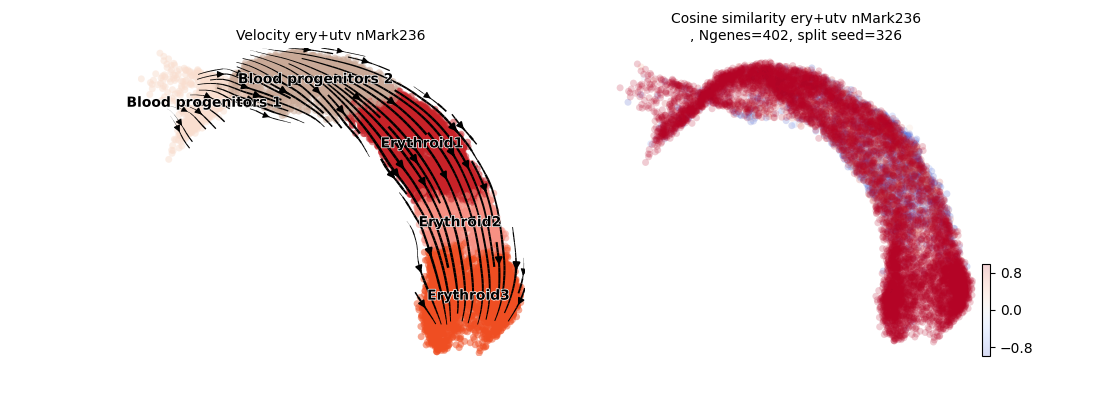 Velocity ery+utv nMark236
Blood progenitors 2
Blood progenitors 1
Erythroid1
Erythroid2
Erythroid3
Cosine similarity ery+utv nMark236
, Ngenes=402, split seed=326
0.8
0.0
−0.8